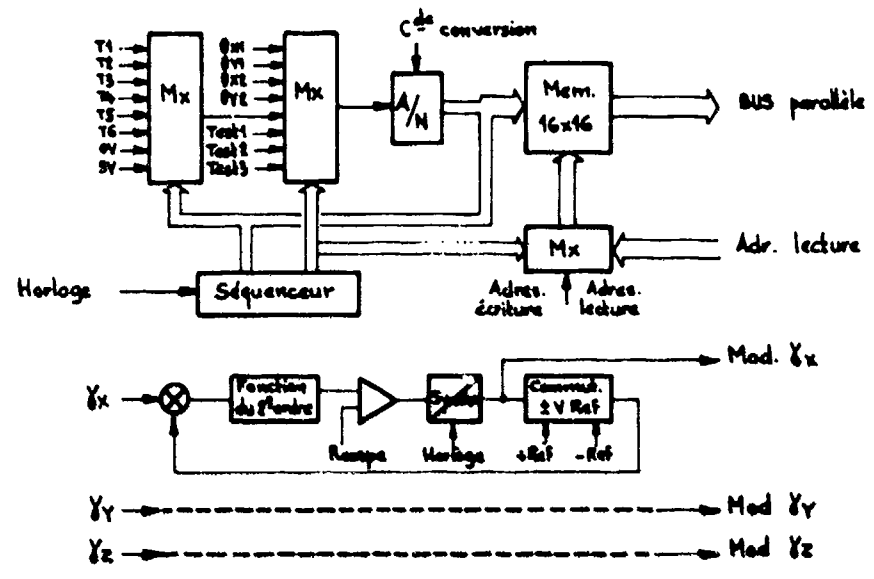 Cde conversion
T1
T2
T3
T4
T5
T6
0V
5V
Mx
θx1
θY1
θX2
θY2
Test1
Test2
Test3
Mx
A/N
Mem.
16x16
BUS parallèle
Mx
Adr. lecture
Adres.
écriture
Adres.
lecture
Horloge
Séquenceur
γx
Fonction
du 2e ordre
Rampe
Horloge
Commut.
± V Ref
+Ref
-Ref
Mod. γx
γY
Mod γY
γz
Mod γz